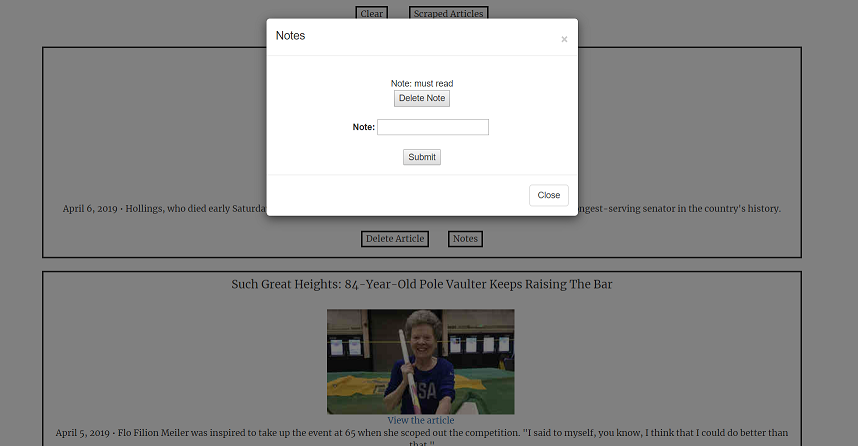 Clear Scraped Articles
Notes ×
Note: must read
Delete Note
Note:
Submit
Close
April 6, 2019 • Hollings, who died early ngest-serving senator in the country's history.
Delete Article Notes
Such Great Heights: 84-Year-Old Pole Vaulter Keeps Raising The Bar
SA
View the article
April 5, 2019 • Flo Filion Meiler was inspired to take up the event at 65 when she scoped out the competition. "I said to myself, you know, I think that I could do better than
that."